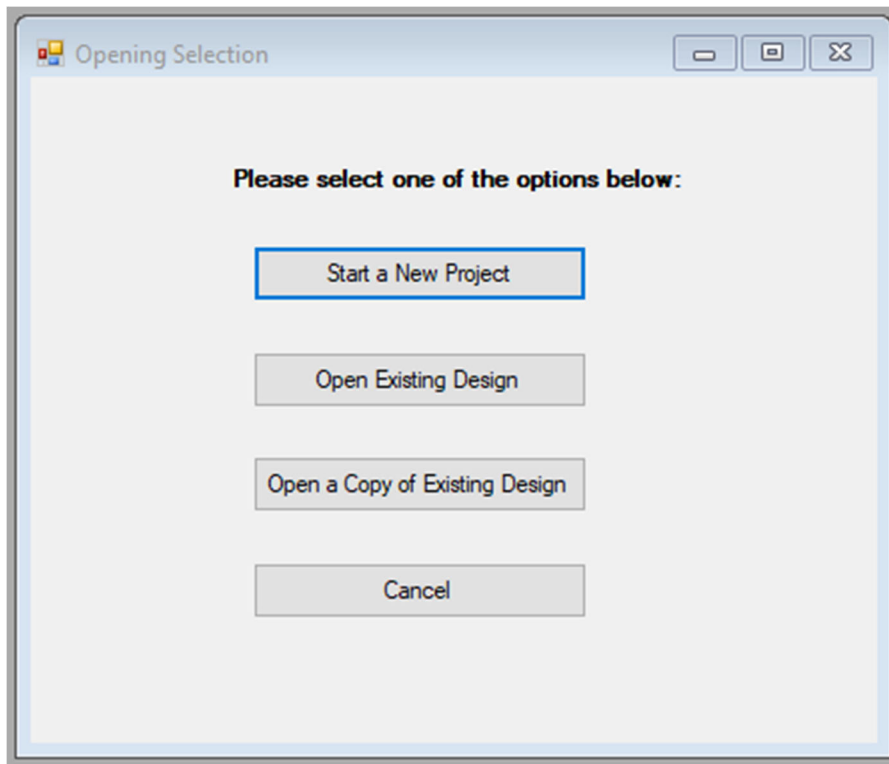 Opening Selection
Please select one of the options below:
Start a New Project
Open Existing Design
Open a Copy of Existing Design
Cancel